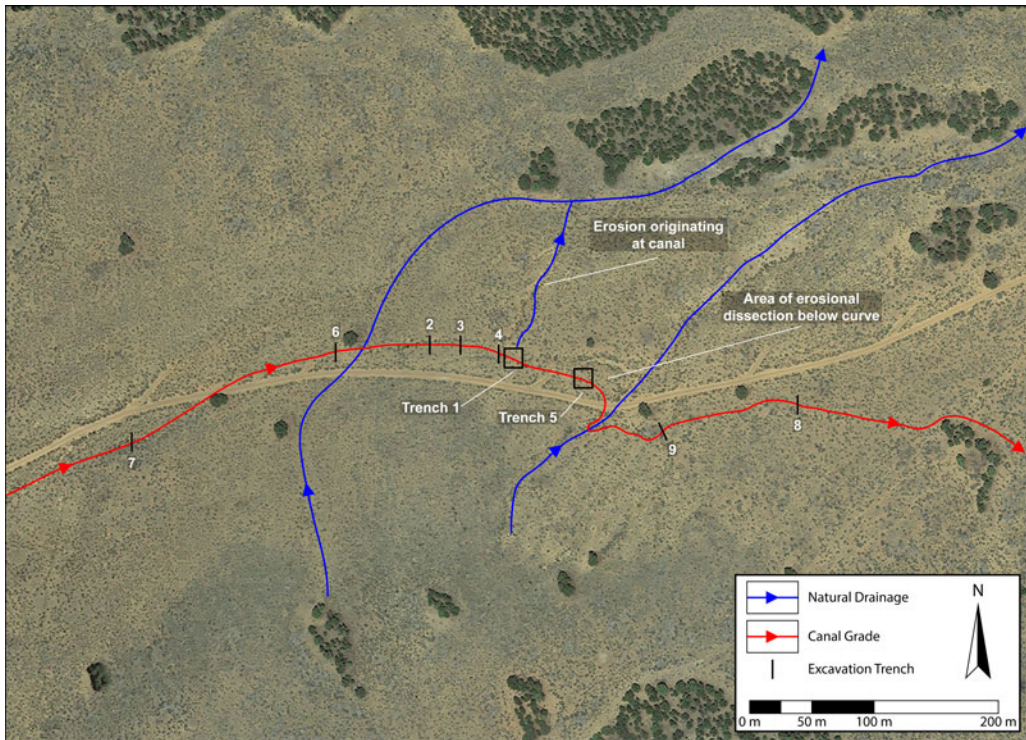 Erosion originating
at canal
Area of erosional
dissection below curve
6
2
3
4
Trench 1
Trench 5
7
9
8
Natural Drainage
Canal Grade
Excavation Trench
N
0 m
50 m
100 m
200 m